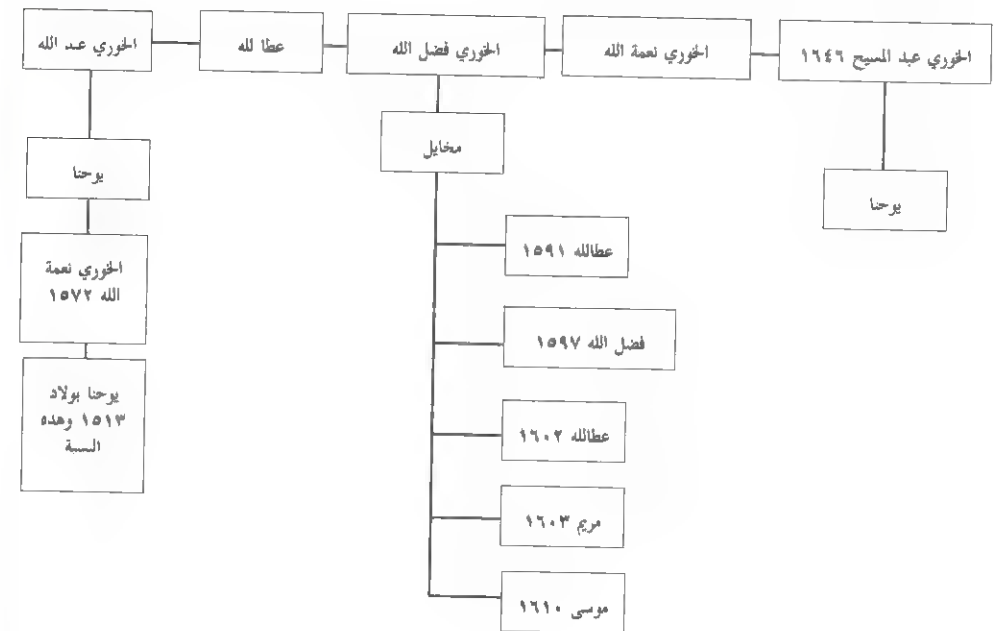 الخوري عبد المسيح ١٦٤٦
الخوري نعمة الله
الخوري فضل الله
عطا لله
الخوري عبد الله
يوحنا
مخايل
يوحنا
عطالله ١٥٩١
فضل الله ١٥٩٧
عطالله ١٦٠٢
مريم ١٦٠٣
موسى ١٦١٠
الخوري نعمة
الله ١٥٧٢
يوحنا بولاد
١٥١٣ وهده
النسبة